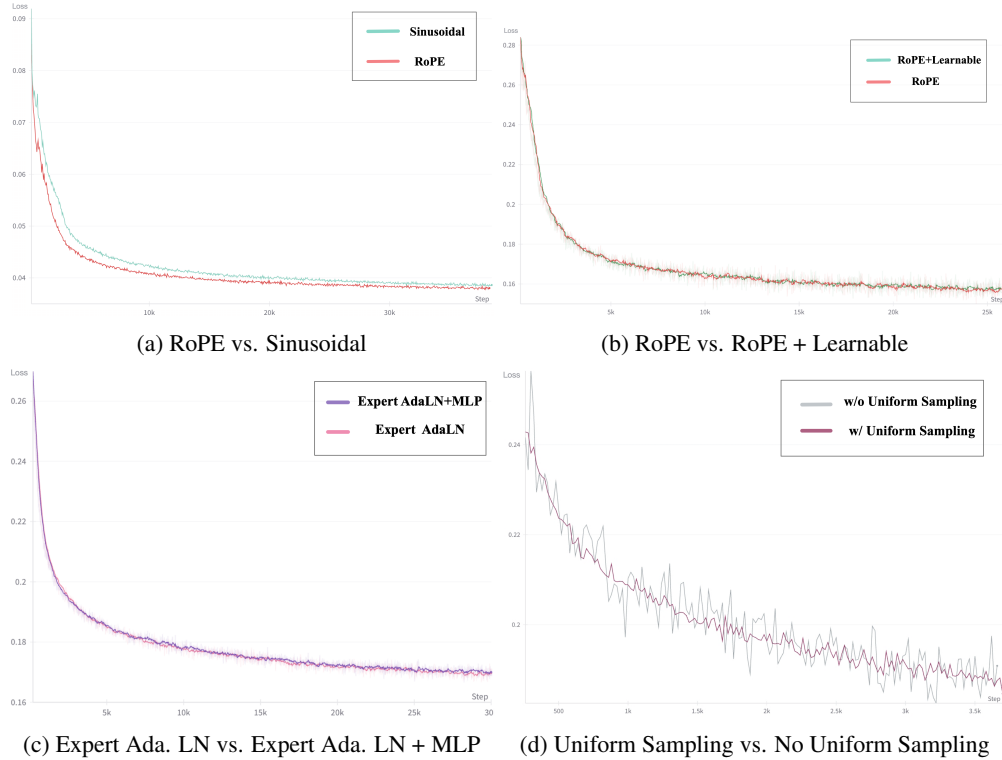 Loss
0.09
0.08
0.07
0.06
0.05
0.04
Sinusoidal
RoPE
Step
10k
20k
30k
(a) RoPE vs. Sinusoidal
Loss
0.28
0.26
0.24
0.22
0.2
0.18
0.16
RoPE+Learnable
RoPE
Step
5k
10k
15k
20k
25k
(b) RoPE vs. RoPE + Learnable
Loss
0.26
0.24
0.22
0.2
0.18
0.16
Expert AdaLN+MLP
Expert AdaLN
Step
5k
10k
15k
20k
25k
30k
(c) Expert Ada. LN vs. Expert Ada. LN + MLP
Loss
0.24
0.22
0.2
w/o Uniform Sampling
w/ Uniform Sampling
Step
500
1k
1.5k
2k
2.5k
3k
3.5k
(d) Uniform Sampling vs. No Uniform Sampling